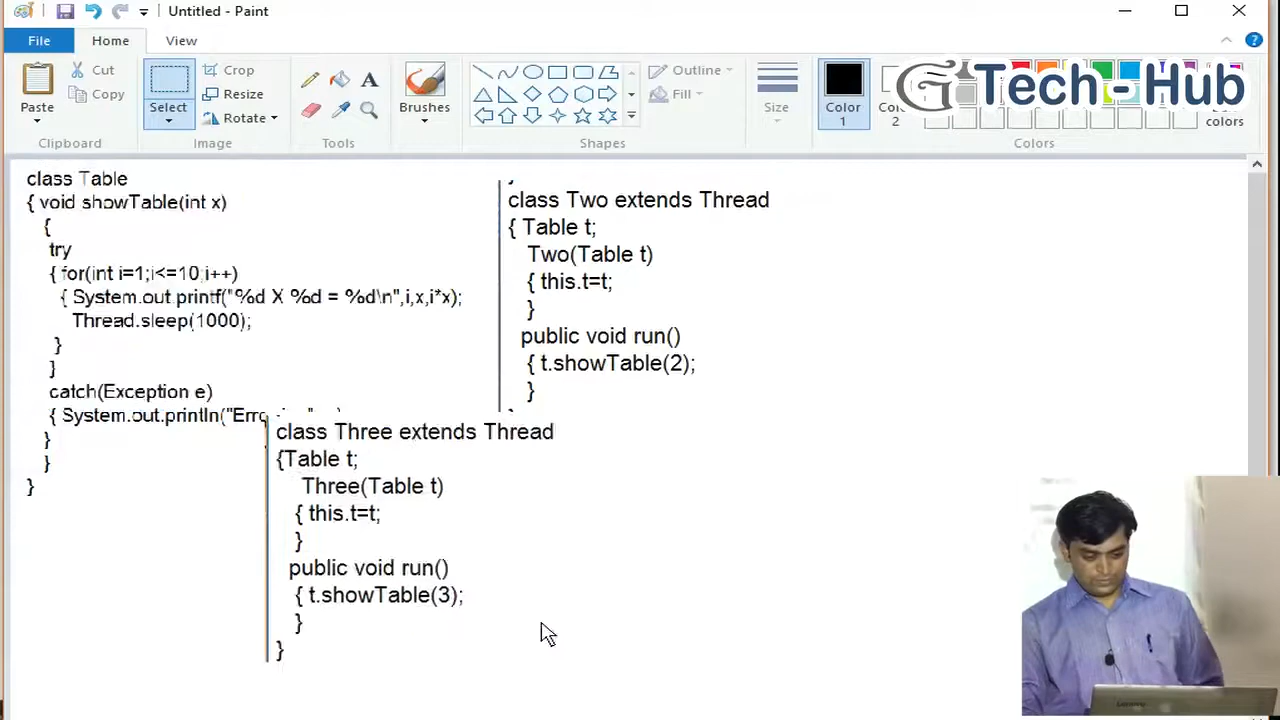 Untitled - Paint
File
Home
View
Paste
Cut
Copy
Clipboard
Select
Crop
Resize
Rotate
Image
Tools
Brushes
Shapes
Outline
Fill
Size
Color
1
2
colors
Colors
G Tech - Hub
class Table
{ void showTable(int x)
{
try
{ for(int i=1;i<=10;i++)
{ System.out.printf("%d X %d = %d\n",i,x,i*x);
Thread.sleep(1000);
}
}
catch(Exception e)
{ System.out.println("Erro
}
}
}
class Two extends Thread
{ Table t;
Two(Table t)
{ this.t=t;
}
public void run()
{ t.showTable(2);
}
class Three extends Thread
{Table t;
Three(Table t)
{ this.t=t;
}
public void run()
{ t.showTable(3);
}
}